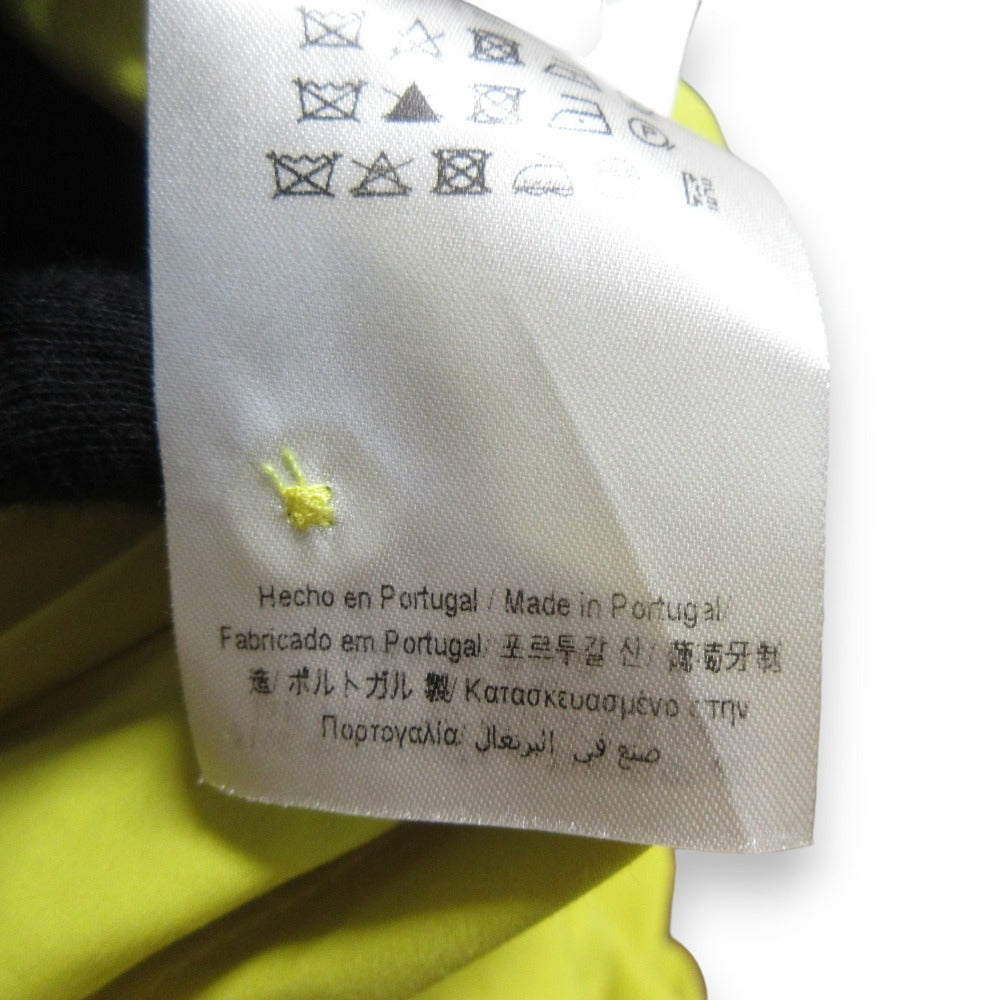 Hecho en Portugal / Made in Portugal/
Fabricado em Portugal/ 포르투갈 산/ 葡萄牙制
造/ ポルトガル 製/ Κατασκευασμένο στην
Πορτογαλία/ صنع في البرتغال